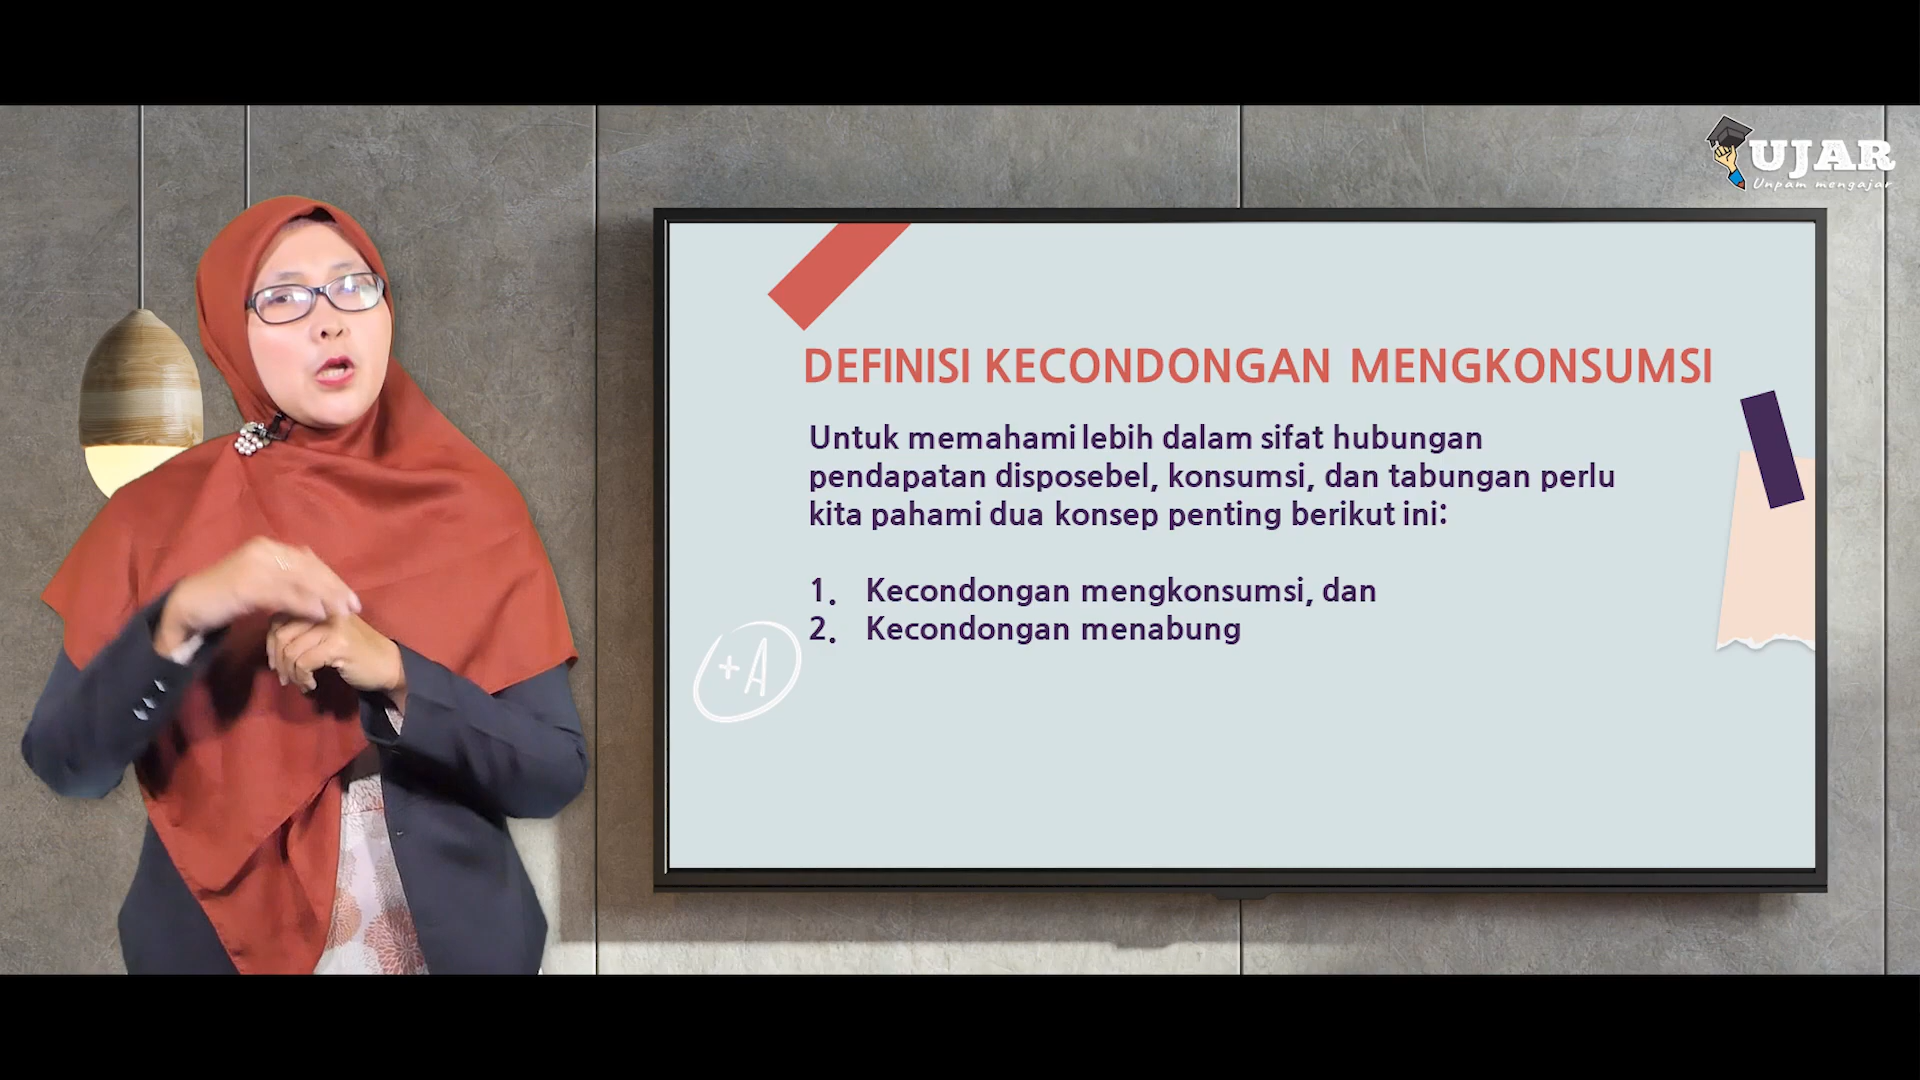 UJAR
Unpam mengajar
DEFINISI KECONDONGAN MENGKONSUMSI
Untuk memahami lebih dalam sifat hubungan
pendapatan disposebel, konsumsi, dan tabungan perlu
kita pahami dua konsep penting berikut ini:
1. Kecondongan mengkonsumsi, dan
2. Kecondongan menabung
+A